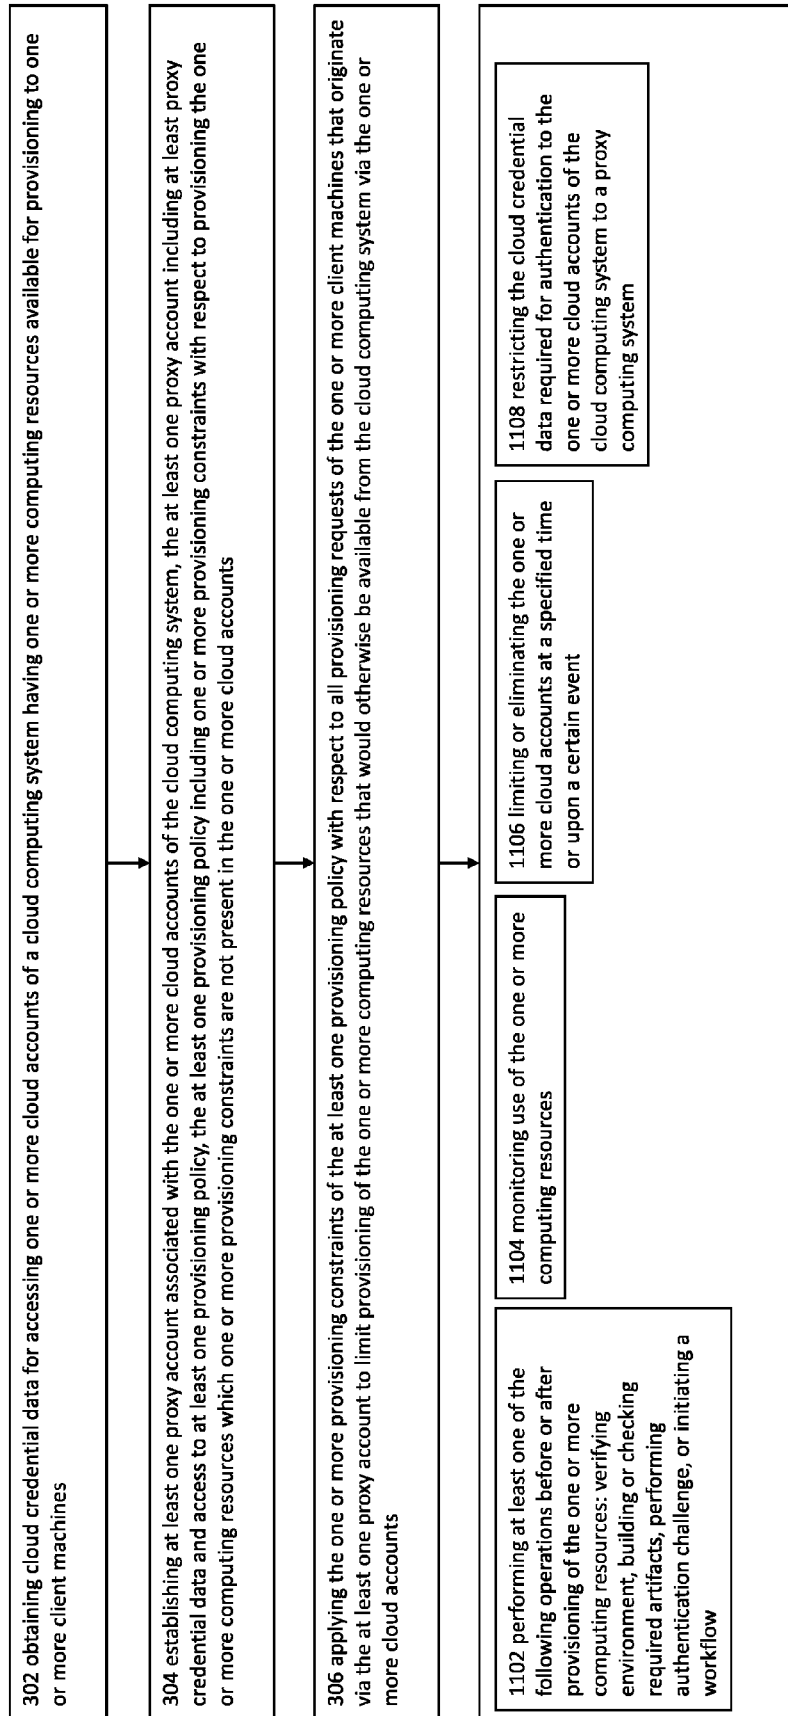 302 obtaining cloud credential data for accessing one or more cloud accounts of a cloud computing system having one or more computing resources available for provisioning to one
or more client machines
304 establishing at least one proxy account associated with the one or more cloud accounts of the cloud computing system, the at least one proxy account including at least proxy
credential data and access to at least one provisioning policy, the at least one provisioning policy including one or more provisioning constraints with respect to provisioning the one
or more computing resources which one or more provisioning constraints are not present in the one or more cloud accounts
306 applying the one or more provisioning constraints of the at least one provisioning policy with respect to all provisioning requests of the one or more client machines that originate
via the at least one proxy account to limit provisioning of the one or more computing resources that would otherwise be available from the cloud computing system via the one or
more cloud accounts
1102 performing at least one of the
following operations before or after
provisioning of the one or more
computing resources: verifying
environment, building or checking
required artifacts, performing
authentication challenge, or initiating a
workflow
1104 monitoring use of the one or more
computing resources
1106 limiting or eliminating the one or
more cloud accounts at a specified time
or upon a certain event
1108 restricting the cloud credential
data required for authentication to the
one or more cloud accounts of the
cloud computing system to a proxy
computing system